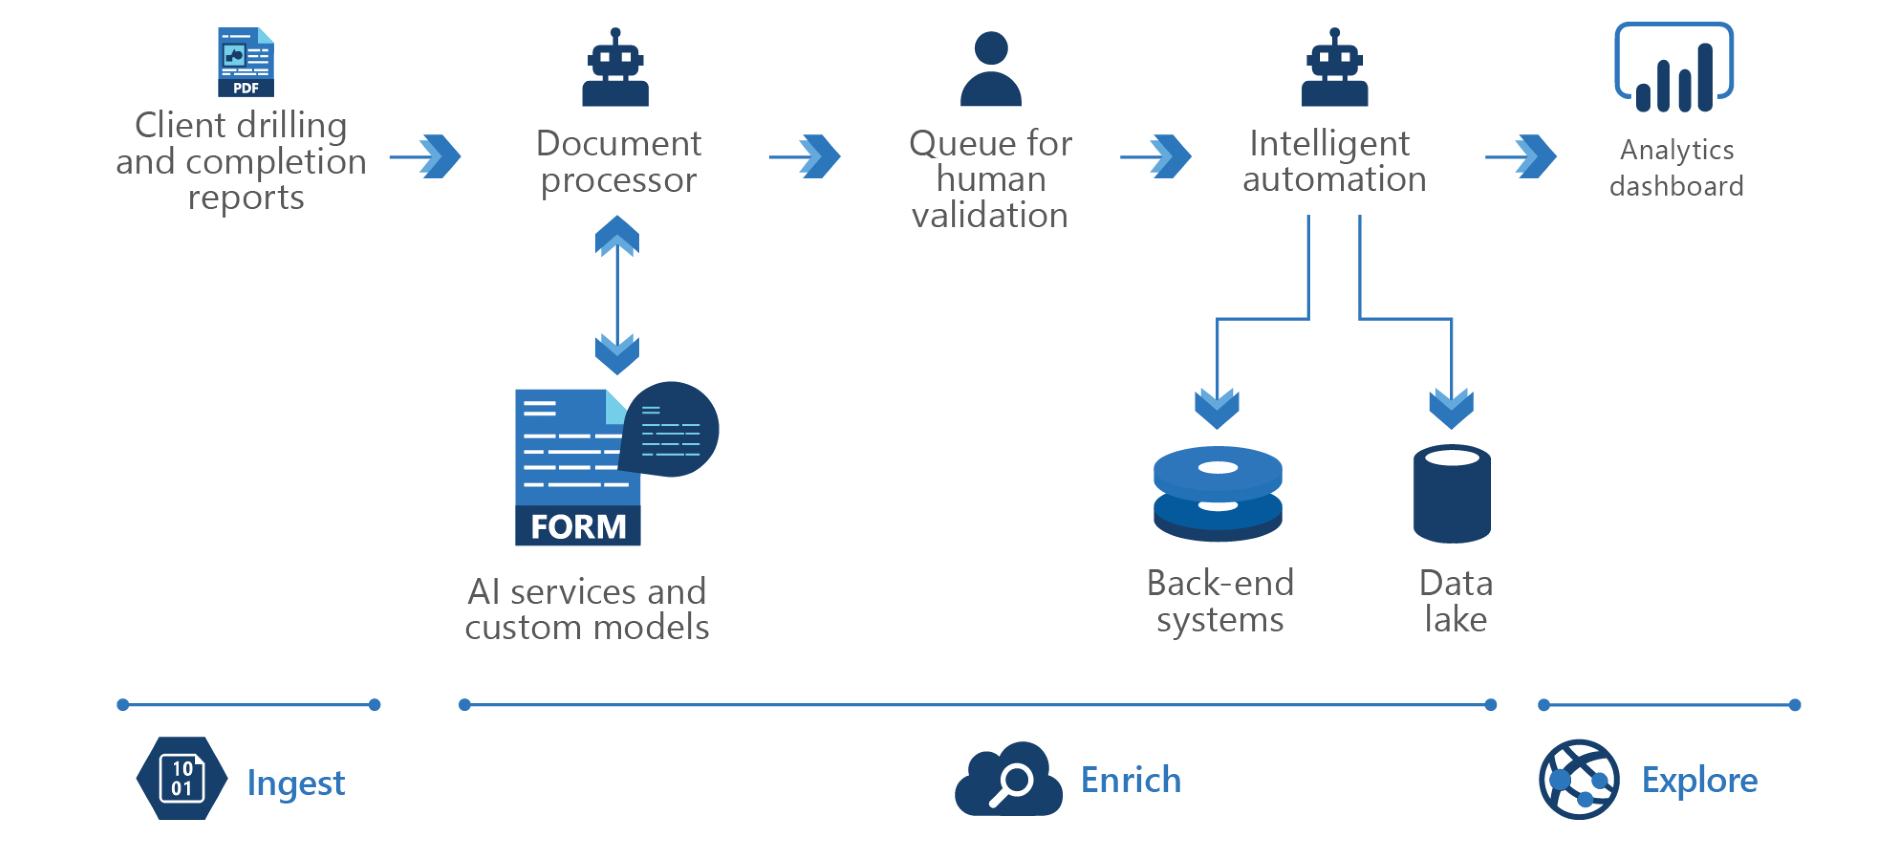 PDF
Client drilling
and completion
reports
Document
processor
Queue for
human
validation
Intelligent
automation
Analytics
dashboard
FORM
AI services and
custom models
Back-end
systems
Data
lake
10
01
Ingest
Enrich
Explore